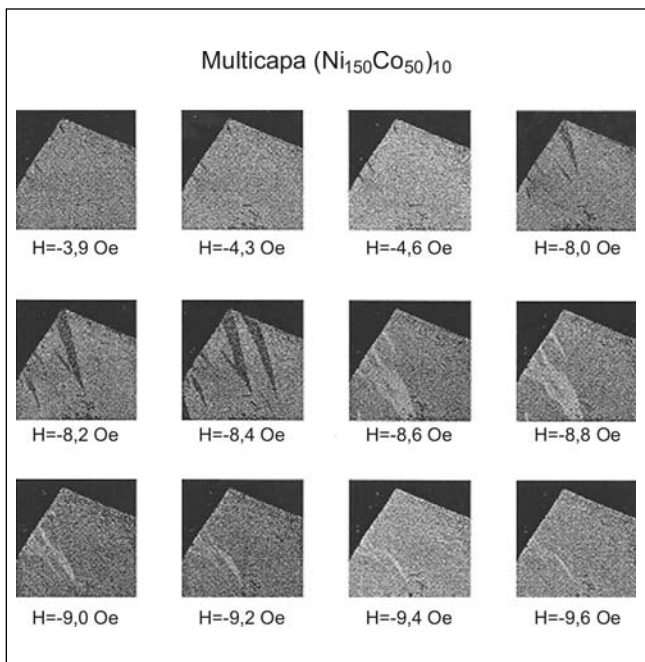 Multicapa (Ni150Co50)10
H=-3,9 Oe
H=-4,3 Oe
H=-4,6 Oe
H=-8,0 Oe
H=-8,2 Oe
H=-8,4 Oe
H=-8,6 Oe
H=-8,8 Oe
H=-9,0 Oe
H=-9,2 Oe
H=-9,4 Oe
H=-9,6 Oe